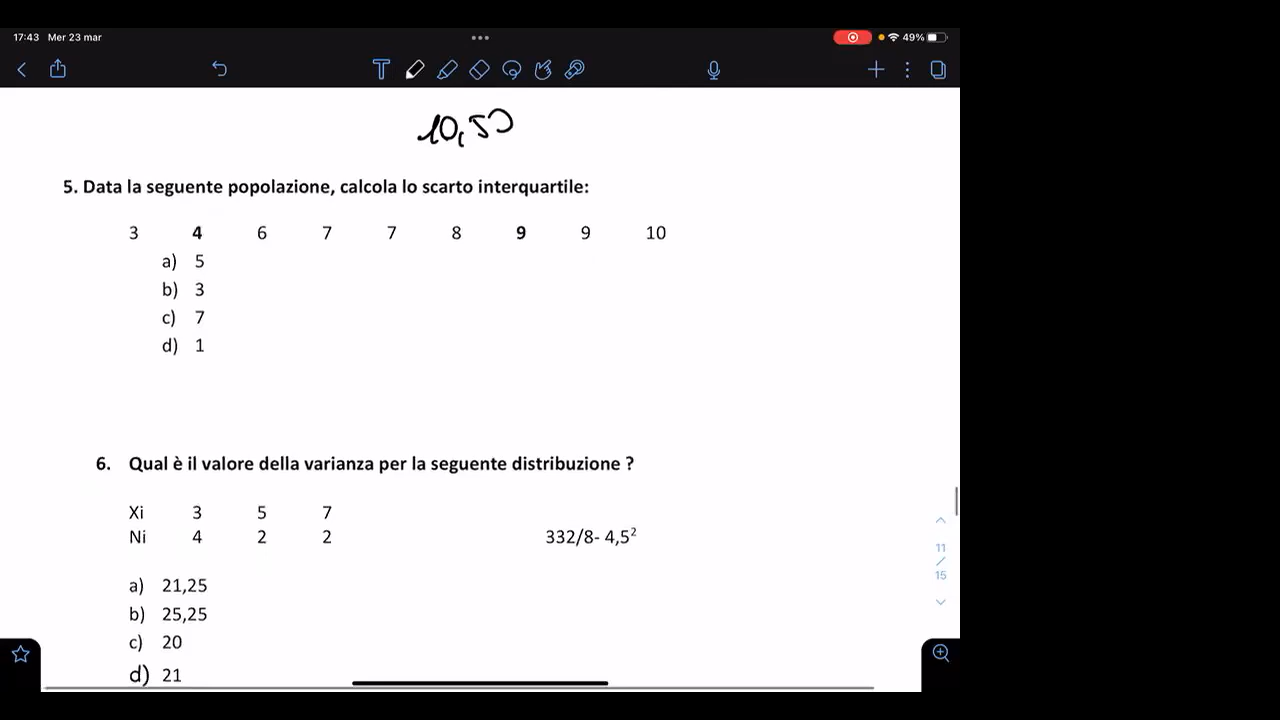 17:43 Mer 23 mar
49%
10,50
5. Data la seguente popolazione, calcola lo scarto interquartile:
3 4 6 7 7 8 9 9 10
a) 5
b) 3
c) 7
d) 1
6. Qual è il valore della varianza per la seguente distribuzione ?
Xi 3 5 7
Ni 4 2 2 332/8- 4,5²
a) 21,25
b) 25,25
c) 20
d) 21
11
/
15